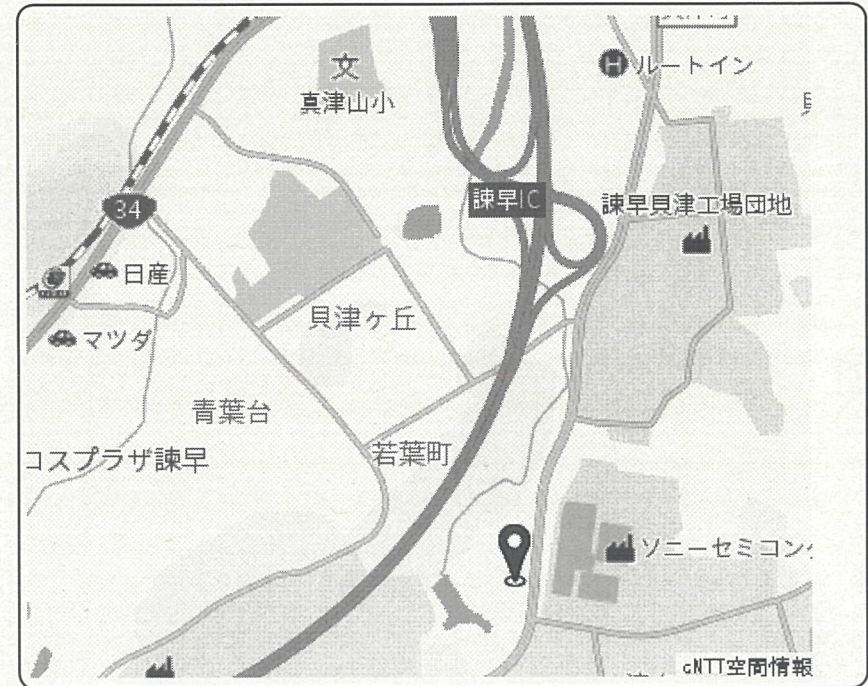 文
真津山小
H ルートイン
34
諫早IC
諫早貝津工場団地
日産
貝津ヶ丘
マツダ
青葉台
若葉町
コスプラザ諫早
ソニーセミコン
©NTT空間情報